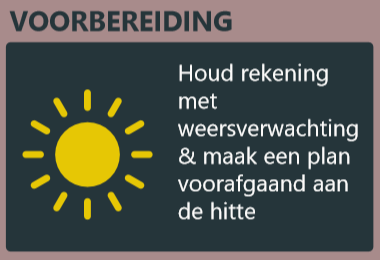 VOORBEREIDING
Houd rekening
met
weersverwachting
& maak een plan
voorafgaand aan
de hitte